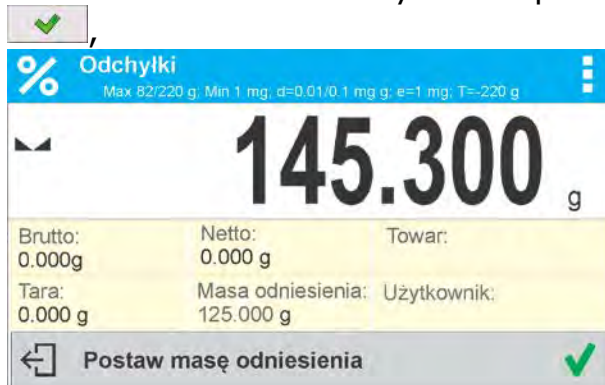 ,
% Odchyłki
Max 82/220 g; Min 1 mg; d=0.01/0.1 mg g; e=1 mg; T=-220 g
145.300 g
Brutto: Netto: Towar:
0.000g 0.000 g
Tara: Masa odniesienia: Użytkownik:
0.000 g 125.000 g
Postaw masę odniesienia